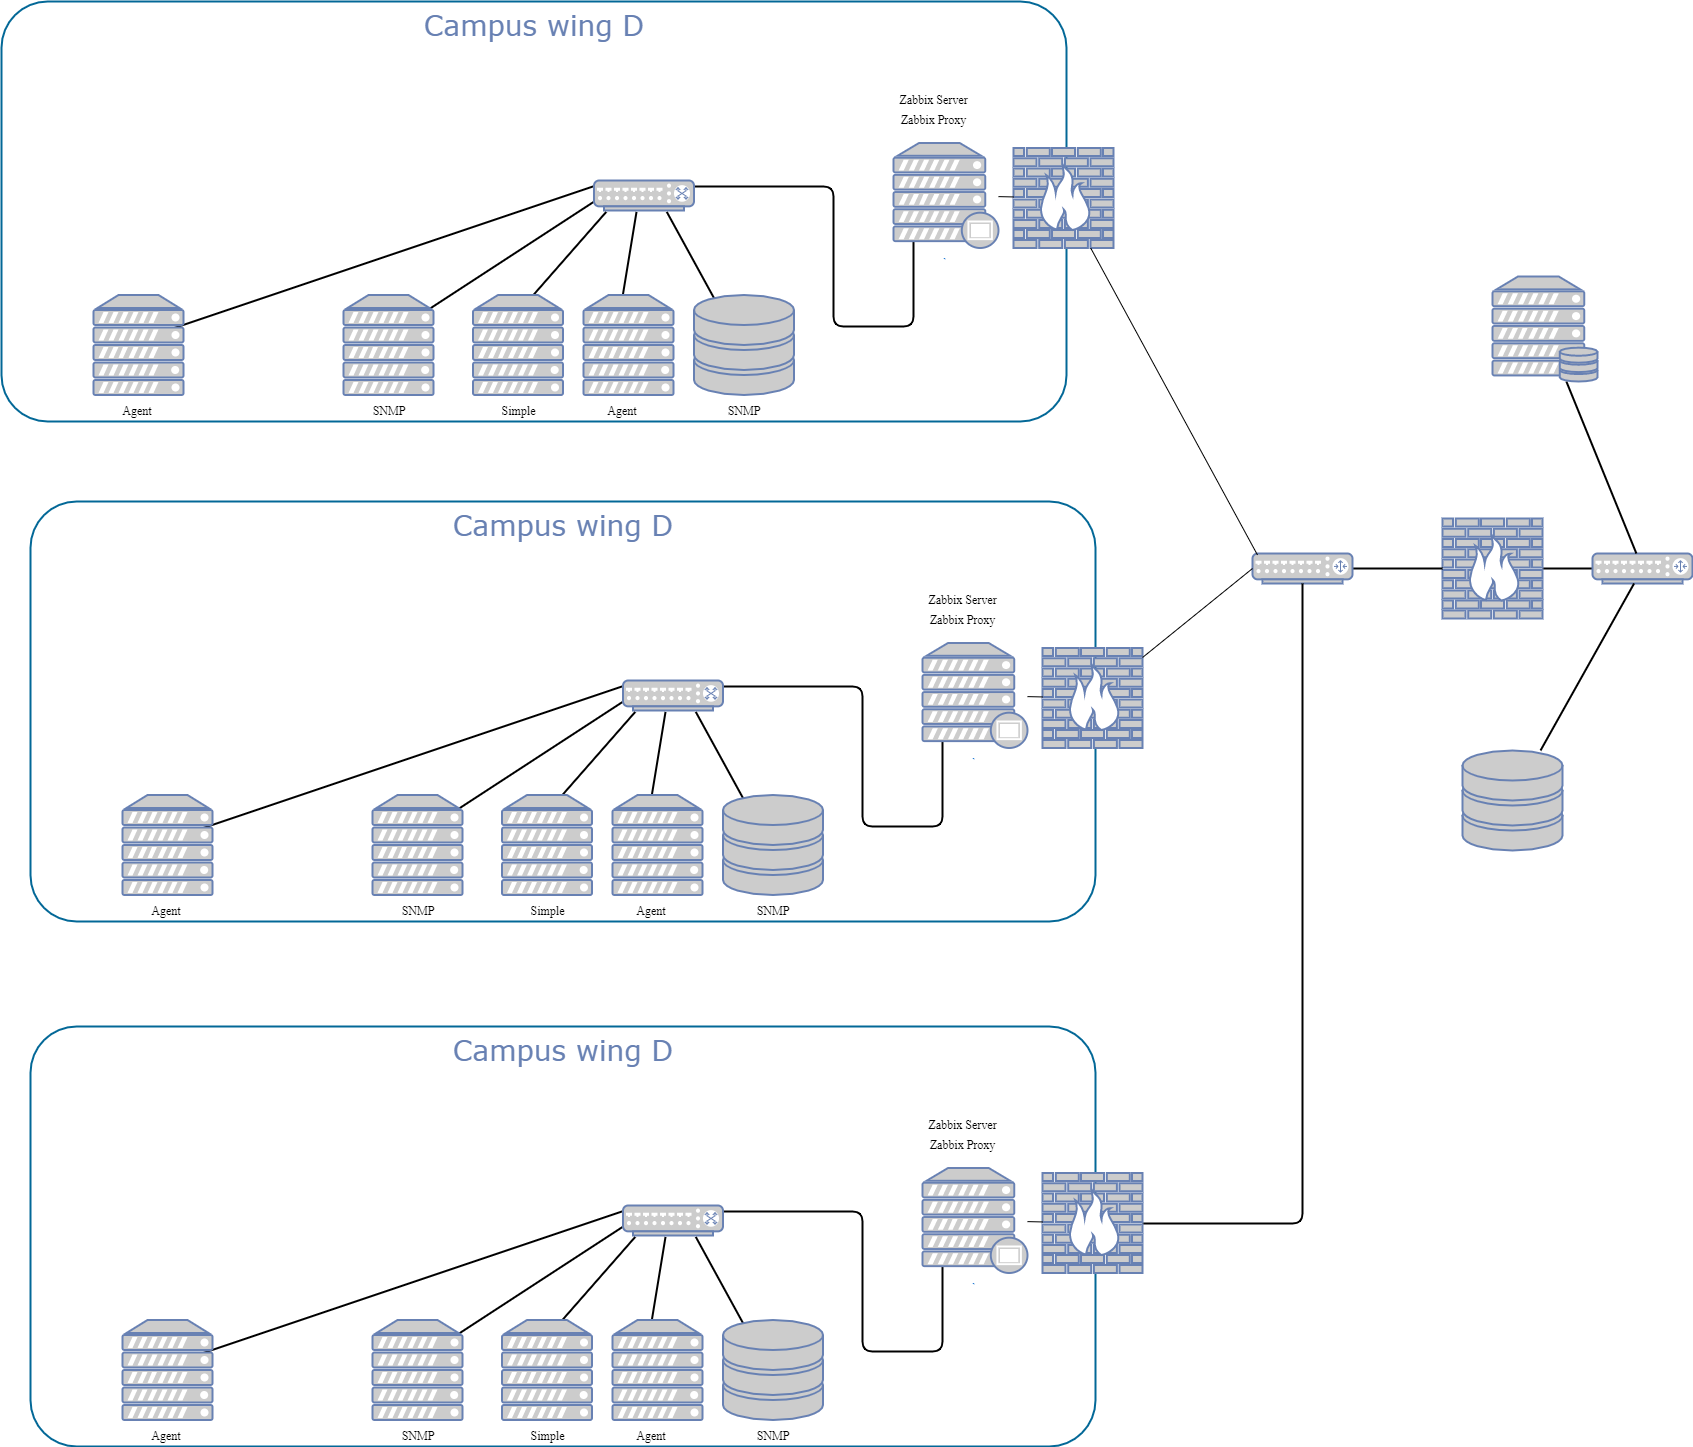 Campus wing D
Zabbix Server
Zabbix Proxy
Agent
SNMP
Simple
Agent
SNMP
Campus wing D
Zabbix Server
Zabbix Proxy
Agent
SNMP
Simple
Agent
SNMP
Campus wing D
Zabbix Server
Zabbix Proxy
Agent
SNMP
Simple
Agent
SNMP